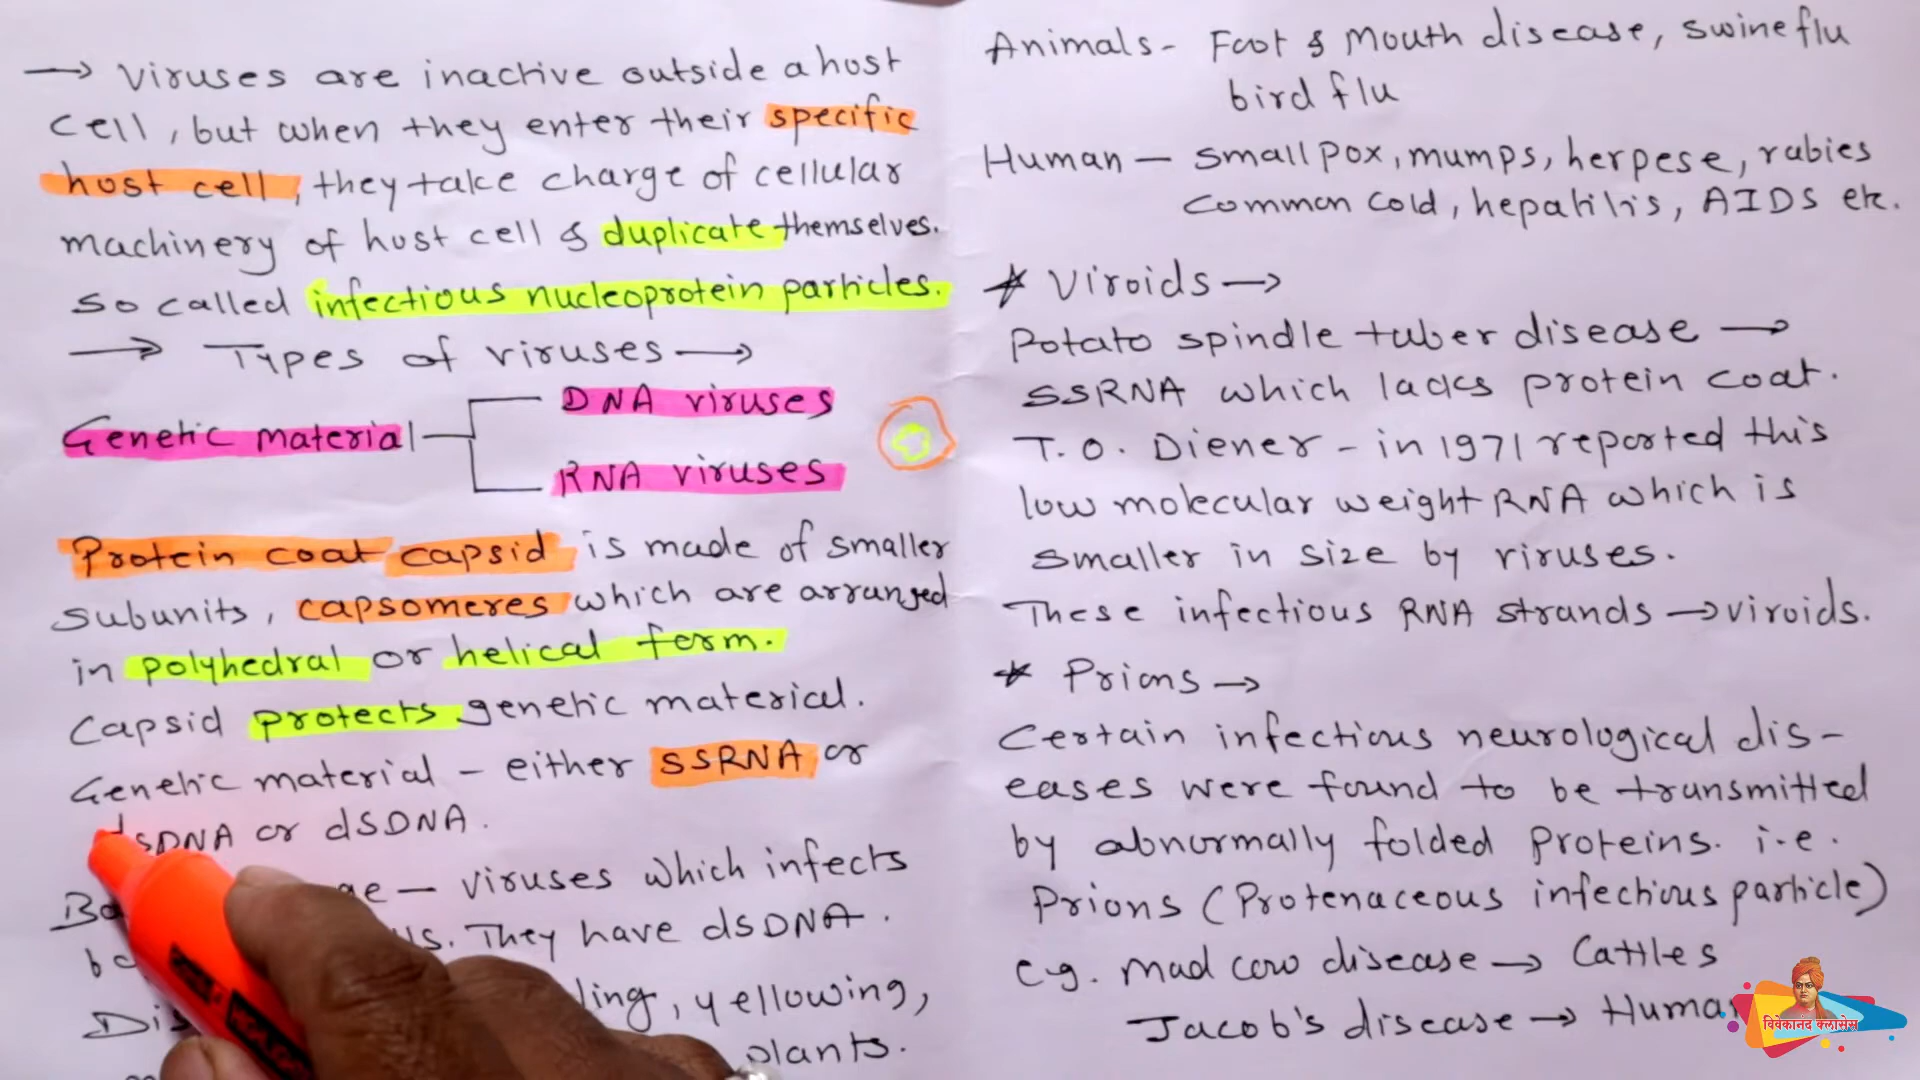 → Viruses are inactive outside a host
cell, but when they enter their specific
host cell, they take charge of cellular
machinery of host cell & duplicate themselves.
So called infectious nucleoprotein particles.
→ Types of viruses →
DNA viruses
Genetic material
RNA viruses
Protein coat capsid is made of smaller
subunits, capsomeres which are arranged
in polyhedral or helical form.
Capsid protects genetic material.
Genetic material - either SSRNA or
dsDNA or dSDNA.
viruses which infects
They have dsDNA.
yellowing,
plants.
Animals - Foot & Mouth disease, swine flu
bird flu
Human - small pox, mumps, herpese, rabies
Common cold, hepatitis, AIDS etc.
* Viroids →
Potato spindle tuber disease →
SSRNA which lacks protein coat.
T. O. Diener - in 1971 reported this
low molecular weight RNA which is
smaller in size by viruses.
These infectious RNA strands → viroids.
* Prions →
Certain infectious neurological dis-
eases were found to be transmitted
by abnormally folded proteins. i.e.
Prions (Protenaceous infectious particle)
e.g. Mad cow disease → Cattles
Jacob's disease → Human
विवेकानंद क्लासेस